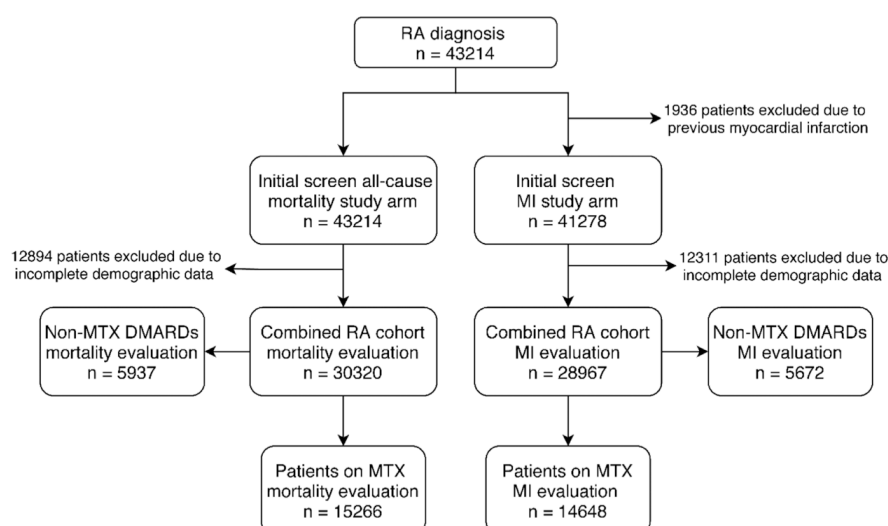 RA diagnosis
n = 43214
1936 patients excluded due to
previous myocardial infarction
Initial screen all-cause
mortality study arm
n = 43214
Initial screen
MI study arm
n = 41278
12894 patients excluded due to
incomplete demographic data
12311 patients excluded due to
incomplete demographic data
Non-MTX DMARDs
mortality evaluation
n = 5937
Combined RA cohort
mortality evaluation
n = 30320
Combined RA cohort
MI evaluation
n = 28967
Non-MTX DMARDs
MI evaluation
n = 5672
Patients on MTX
mortality evaluation
n = 15266
Patients on MTX
MI evaluation
n = 14648